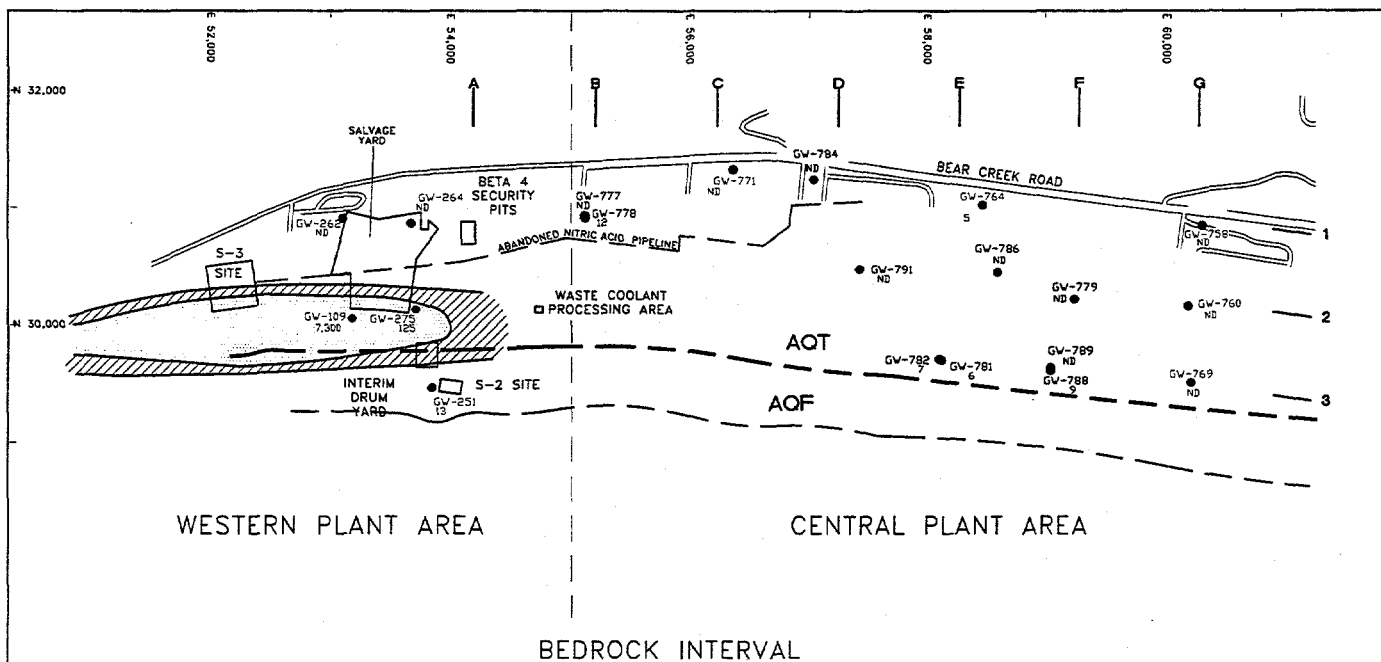 E 52,000
E 54,000
E 56,000
E 58,000
E 60,000
N 32,000
A
B
C
D
E
F
G
SALVAGE
YARD
BEAR CREEK ROAD
BETA 4
SECURITY
PITS
GW-264
ND
GW-262
ND
GW-777
ND
GW-778
12
GW-771
ND
GW-784
ND
GW-764
5
GW-758
ND
1
ABANDONED NITRIC ACID PIPELINE
S-3
SITE
GW-791
ND
GW-786
ND
GW-779
ND
GW-760
ND
2
WASTE COOLANT
PROCESSING AREA
N 30,000
GW-109
7,300
GW-275
125
AQT
GW-782
7
GW-781
6
GW-789
ND
GW-788
9
GW-769
ND
3
INTERIM
DRUM
YARD
S-2 SITE
GW-251
13
AQF
WESTERN PLANT AREA
CENTRAL PLANT AREA
BEDROCK INTERVAL